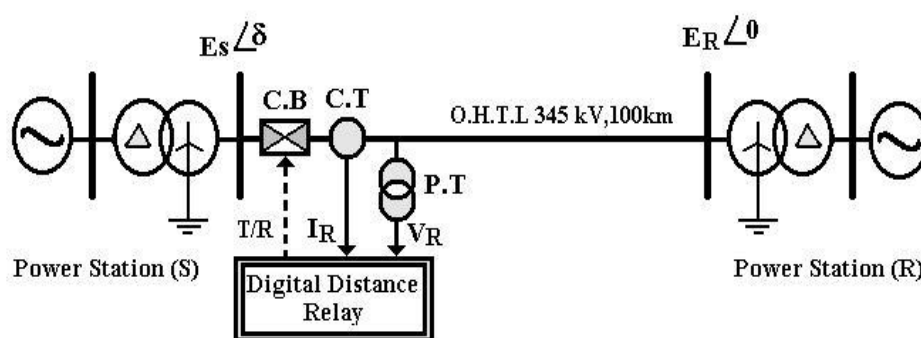 Es∠δ
E_R∠0
C.B C.T
O.H.T.L 345 kV,100km
P.T
T/R I_R V_R
Power Station (S)
Power Station (R)
Digital Distance
Relay